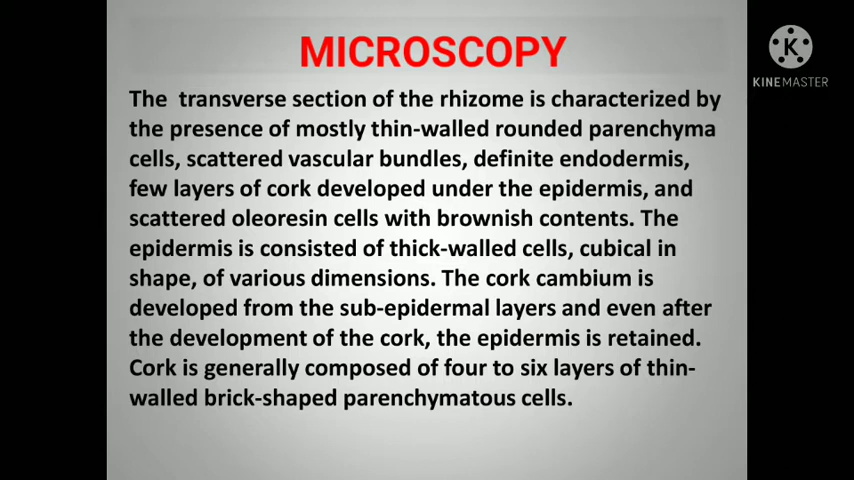 MICROSCOPY
The transverse section of the rhizome is characterized by
the presence of mostly thin-walled rounded parenchyma
cells, scattered vascular bundles, definite endodermis,
few layers of cork developed under the epidermis, and
scattered oleoresin cells with brownish contents. The
epidermis is consisted of thick-walled cells, cubical in
shape, of various dimensions. The cork cambium is
developed from the sub-epidermal layers and even after
the development of the cork, the epidermis is retained.
Cork is generally composed of four to six layers of thin-
walled brick-shaped parenchymatous cells.
K
KINEMASTER